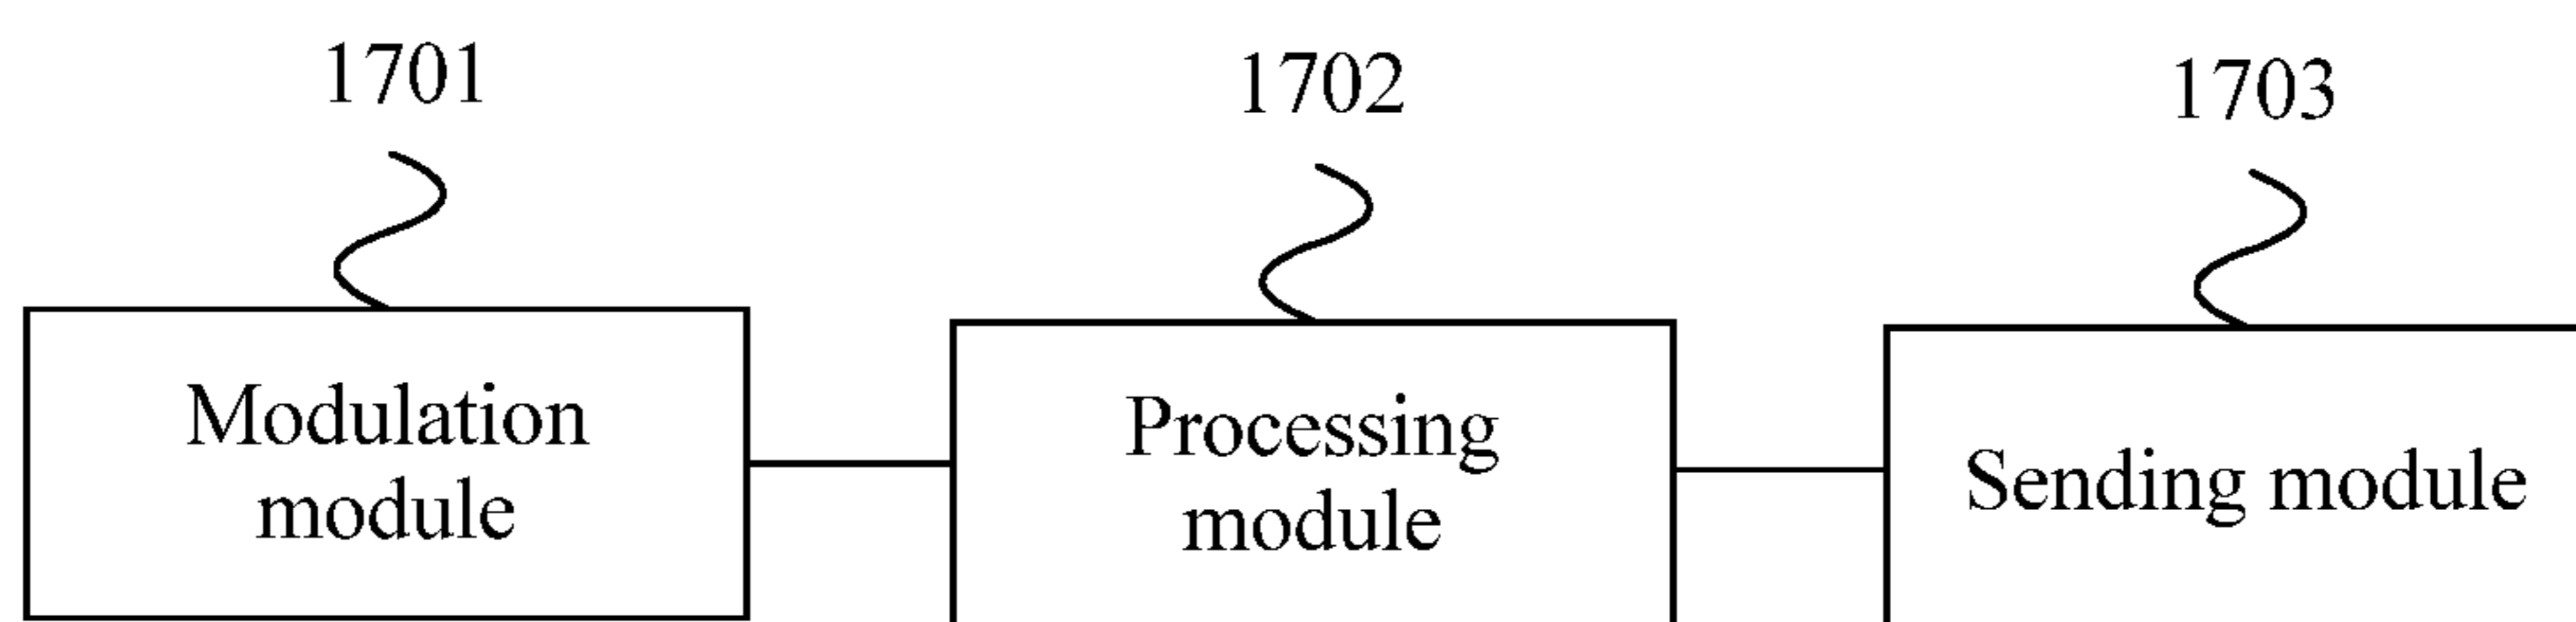 1701
1702
1703
Modulation
module
Processing
module
Sending module